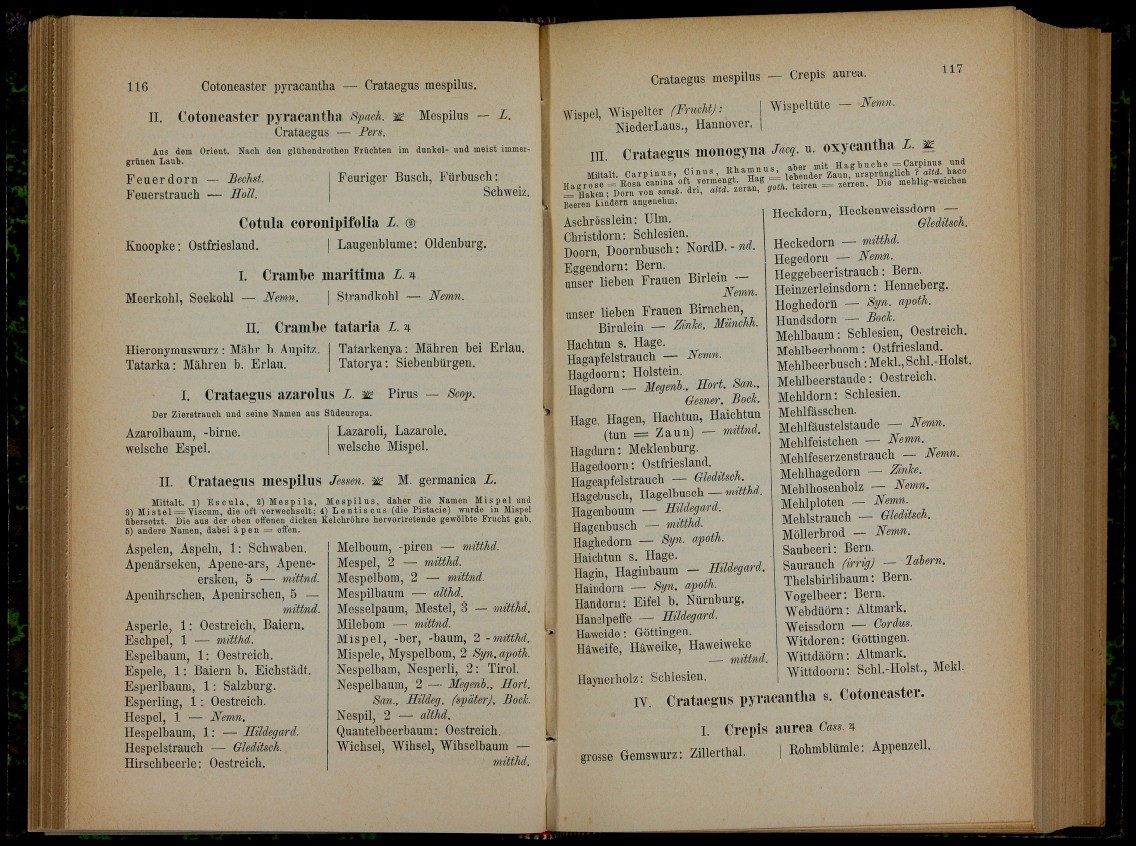 116 Cotoneaster pyracantha — Crataegus mespilus.
II. Cotoneaster pyracantha Spach. Mespilus — L.
Crataegus — Pers.
Aus dem Orient. Nach den glühendrothen Früchten im dunkel- und meist immer-
grünen Laub.
Feuerdorn — Bechst.
Feuerstrauch — Holl.
Feuriger Busch, Fürbusch:
Schweiz.
Cotula coronipifolia L.
Knoopke: Ostfriesland.
Laugenblume: Oldenburg.
I. Crambe maritima L. ♃
Meerkohl, Seekohl — Nemn.
Strandkohl — Nemn.
II. Crambe tataria L. ♃
Hieronymuswurz: Mähr b. Aupitz.
Tatarka: Mähren b. Erlau.
Tatarkenya: Mähren bei Erlau.
Tatorya: Siebenbürgen.
I. Crataegus azarolus L. Pirus — Scop.
Der Zierstrauch und seine Namen aus Südeuropa.
Azarolbaum, -birne.
welsche Espel.
Lazaroli, Lazarole.
welsche Mispel.
II. Crataegus mespilus Jessen. M. germanica L.
Mittalt. 1) Escula, 2) Mespila, Mespilus, daher die Namen Mispel und
3) Mistel = Viscum, die oft verwechselt; 4) Lentiscus (die Pistacie) wurde in Mispel
übersetzt. Die aus der oben offenen dicken Kelchröhre hervortretende gewölbte Frucht gab,
5) andere Namen, dabei åpen = offen.
Aspelen, Aspeln, 1: Schwaben.
Apenärseken, Apene-ars, Apene-
ersken, 5 — mittnd.
Apenihrschen, Apenirschen, 5 —
mittnd.
Asperle, 1: Oestreich, Baiern.
Eschpel, 1 — mitthd.
Espelbaum, 1: Oestreich.
Espele, 1: Baiern b. Eichstädt.
Esperlbaum, 1: Salzburg.
Esperling, 1: Oestreich.
Hespel, 1 — Nemn.
Hespelbaum, 1: — Hildegard.
Hespelstrauch — Gleditsch.
Hirschbeerle: Oestreich.
Melboum, -piren — mitthd.
Mespel, 2 — mitthd.
Mespelbom, 2 — mittnd.
Mespilbaum — althd.
Messelpaum, Mestel, 3 — mitthd.
Milebom — mittnd.
Mispel, -ber, -baum, 2 - mitthd.
Mispele, Myspelbom, 2 Syn. apoth.
Nespelbam, Nesperli, 2: Tirol.
Nespelbaum, 2 — Megenb., Hort.
San., Hildeg. (später), Bock.
Nespil, 2 — althd.
Quantelbeerbaum: Oestreich.
Wichsel, Wihsel, Wihselbaum —
mitthd.
Crataegus mespilus — Crepis aurea. 117
Wispel, Wispelter (Frucht):
NiederLaus., Hannover.
Wispeltüte — Nemn.
III. Crataegus monogyna Jacq. u. oxycantha L.
Mittalt. Carpinus, Cinus, Rhamnus, aber mit Hagbuche = Carpinus und
Hagrose = Rosa canina oft vermengt. Hag = lebender Zaun, ursprünglich ? altd. haco
= Haken; Dorn von sansk. dri, altd. zeran, goth. teiren = zerren. Die mehlig-weichen
Beeren Kindern angenehm.
Aschrösslein: Ulm.
Christdorn: Schlesien.
Doorn, Doornbusch: NordD. - nd.
Eggendorn: Bern.
unser lieben Frauen Birlein —
Nemn.
unser lieben Frauen Birnchen,
Birnlein — Zinke, Münchh.
Hachtun s. Hage.
Hagapfelstrauch — Nemn.
Hagdoorn: Holstein.
Hagdorn — Megenb., Hort. San.,
Gesner. Bock.
Hage, Hagen, Hachtun, Haichtun
(tun = Zaun) — mittnd.
Hagdurn: Meklenburg.
Hagedoorn: Ostfriesland.
Hageapfelstrauch — Gleditsch.
Hagebusch, Hagelbusch — mitthd.
Hagenboum — Hildegard.
Hagenbusch — mitthd.
Haghedorn — Syn. apoth.
Haichtun s. Hage.
Hagin, Haginbaum — Hildegard.
Haindorn — Syn. apoth.
Handorn: Eifel b. Nürnburg.
Hanelpeffe — Hildegard.
Haweido: Göttingen.
Hâweife, Hâweike, Haweiweke
— mittnd.
Haynerholz: Schlesien.
Heckdorn, Heckenweissdorn —
Gleditsch.
Heckedorn — mitthd.
Hegedorn — Nemn.
Heggebeeristrauch: Bern.
Heinzerleinsdorn: Henneberg.
Hoghedorn — Syn. apoth.
Hundsdorn — Bock.
Mehlbaum: Schlesien, Oestreich.
Mehlbeerboom: Ostfriesland.
Mehlbeerbusch: Mekl., Schl.-Holst.
Mehlbeerstaude: Oestreich.
Mehldorn: Schlesien.
Mehlfässchen.
Mehlfäustelstaude — Nemn.
Mehlfeistchen — Nemn.
Mehlfeserzenstrauch — Nemn.
Mehlhagedorn — Zinke.
Mehlhosenholz — Nemn.
Mehlploten — Nemn.
Mehlstrauch — Gleditsch.
Möllerbrod — Nemn.
Saubeeri: Bern.
Saurauch (irrig) — Tabern.
Thelsbirlibaum: Bern.
Vogelbeer: Bern.
Webdüörn: Altmark.
Weissdorn — Cordus.
Witdoren: Göttingen.
Wittdäörn: Altmark.
Wittdoorn: Schl.-Holst., Mekl.
IV. Crataegus pyracantha s. Cotoneaster.
I. Crepis aurea Cass. ♃
grosse Gemswurz: Zillerthal.
Rohmblümle: Appenzell.